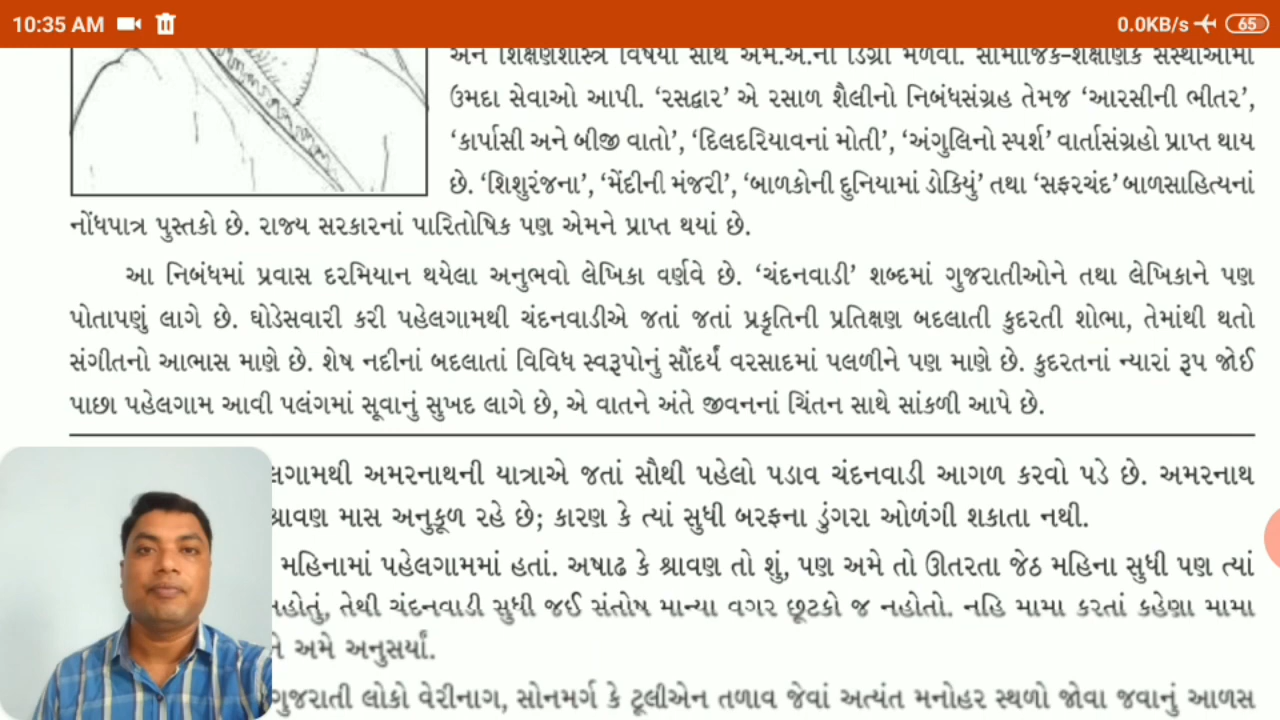 10:35 AM
0.0KB/s 65
અને શિક્ષણશાસ્ત્ર વિષયો સાથે એમ.એ.ની ડિગ્રી મેળવી. સામાજિક-શૈક્ષણિક સંસ્થાઓમાં
ઉમદા સેવાઓ આપી. ‘રસદ્વાર’ એ રસાળ શૈલીનો નિબંધસંગ્રહ તેમજ ‘આરસીની ભીતર’,
‘કાર્પાસી અને બીજી વાતો’, ‘દિલદરિયાવનાં મોતી’, ‘અંગુલિનો સ્પર્શ’ વાર્તાસંગ્રહો પ્રાપ્ત થાય
છે. ‘શિશુરંજના’, ‘મેંદીની મંજરી’, ‘બાળકોની દુનિયામાં ડોકિયું’ તથા ‘સફરચંદ’ બાળસાહિત્યનાં
નોંધપાત્ર પુસ્તકો છે. રાજ્ય સરકારનાં પારિતોષિક પણ એમને પ્રાપ્ત થયાં છે.
આ નિબંધમાં પ્રવાસ દરમિયાન થયેલા અનુભવો લેખિકા વર્ણવે છે. ‘ચંદનવાડી’ શબ્દમાં ગુજરાતીઓને તથા લેખિકાને પણ
પોતાપણું લાગે છે. ઘોડેસવારી કરી પહેલગામથી ચંદનવાડીએ જતાં જતાં પ્રકૃતિની પ્રતિક્ષણ બદલાતી કુદરતી શોભા, તેમાંથી થતો
સંગીતનો આભાસ માણે છે. શેષ નદીનાં બદલાતાં વિવિધ સ્વરૂપોનું સૌંદર્ય વરસાદમાં પલળીને પણ માણે છે. કુદરતનાં ન્યારાં રૂપ જોઈ
પાછા પહેલગામ આવી પલંગમાં સૂવાનું સુખદ લાગે છે, એ વાતને અંતે જીવનનાં ચિંતન સાથે સાંકળી આપે છે.
લગામથી અમરનાથની યાત્રાએ જતાં સૌથી પહેલો પડાવ ચંદનવાડી આગળ કરવો પડે છે. અમરનાથ
શ્રાવણ માસ અનુકૂળ રહે છે; કારણ કે ત્યાં સુધી બરફના ડુંગરા ઓળંગી શકાતા નથી.
મહિનામાં પહેલગામમાં હતાં. અષાઢ કે શ્રાવણ તો શું, પણ અમે તો ઊતરતા જેઠ મહિના સુધી પણ ત્યાં
નહોતું, તેથી ચંદનવાડી સુધી જઈ સંતોષ માન્યા વગર છૂટકો જ નહોતો. નહિ મામા કરતાં કહેણા મામા
ને અમે અનુસર્યાં.
ગુજરાતી લોકો વેરીનાગ, સોનમર્ગ કે ટૂલીએન તળાવ જેવાં અત્યંત મનોહર સ્થળો જોવા જવાનું આળસ